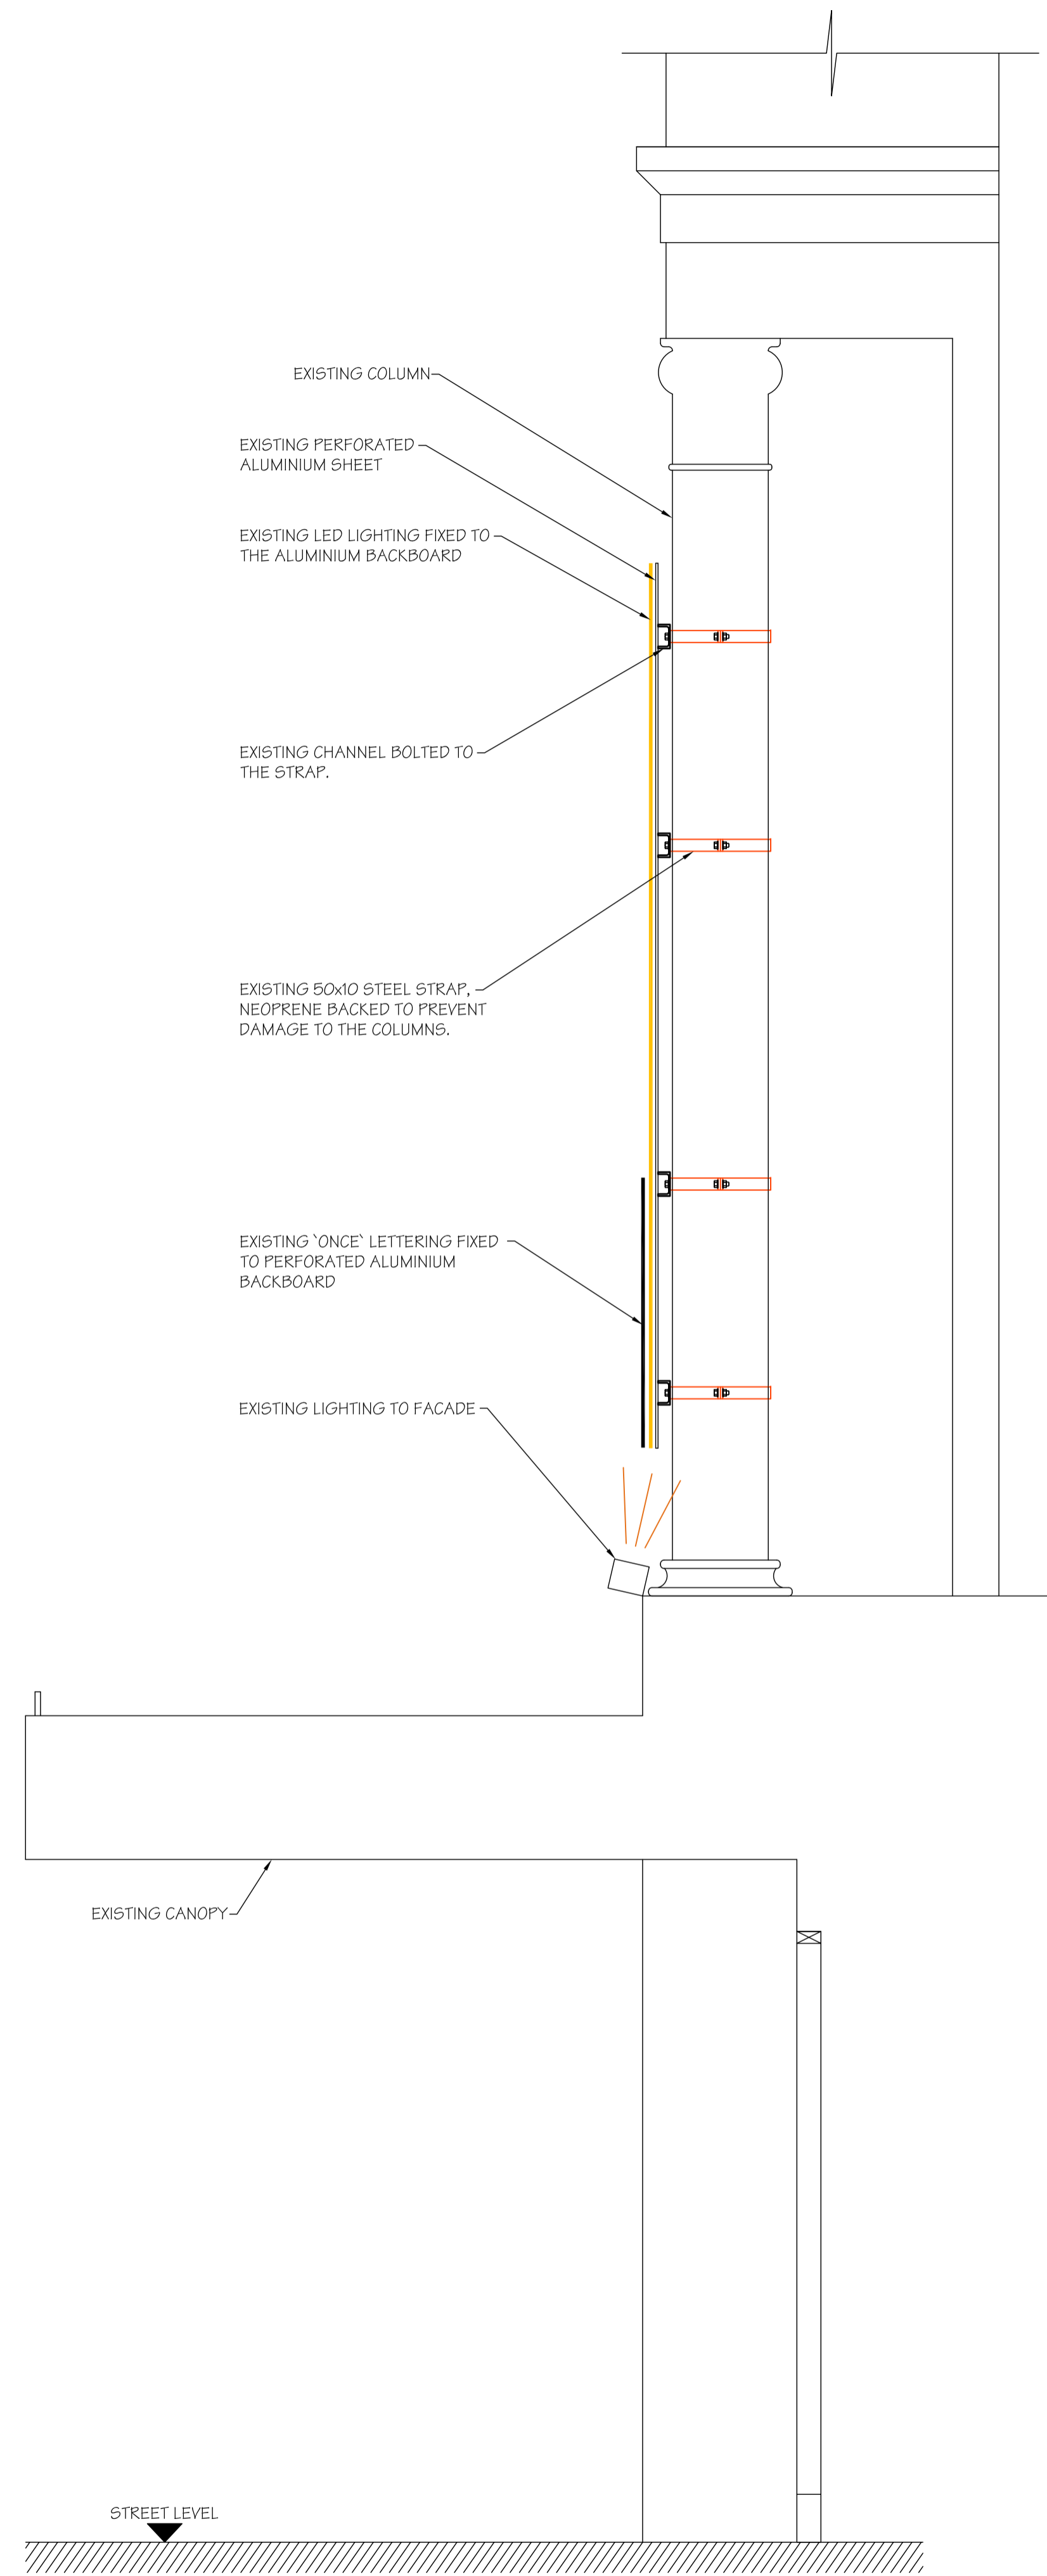 EXISTING COLUMN
EXISTING PERFORATED
ALUMINIUM SHEET
EXISTING LED LIGHTING FIXED TO
THE ALUMINIUM BACKBOARD
EXISTING CHANNEL BOLTED TO
THE STRAP.
EXISTING 50x10 STEEL STRAP,
NEOPRENE BACKED TO PREVENT
DAMAGE TO THE COLUMNS.
EXISTING `ONCE` LETTERING FIXED
TO PERFORATED ALUMINIUM
BACKBOARD
EXISTING LIGHTING TO FACADE
EXISTING CANOPY
STREET LEVEL